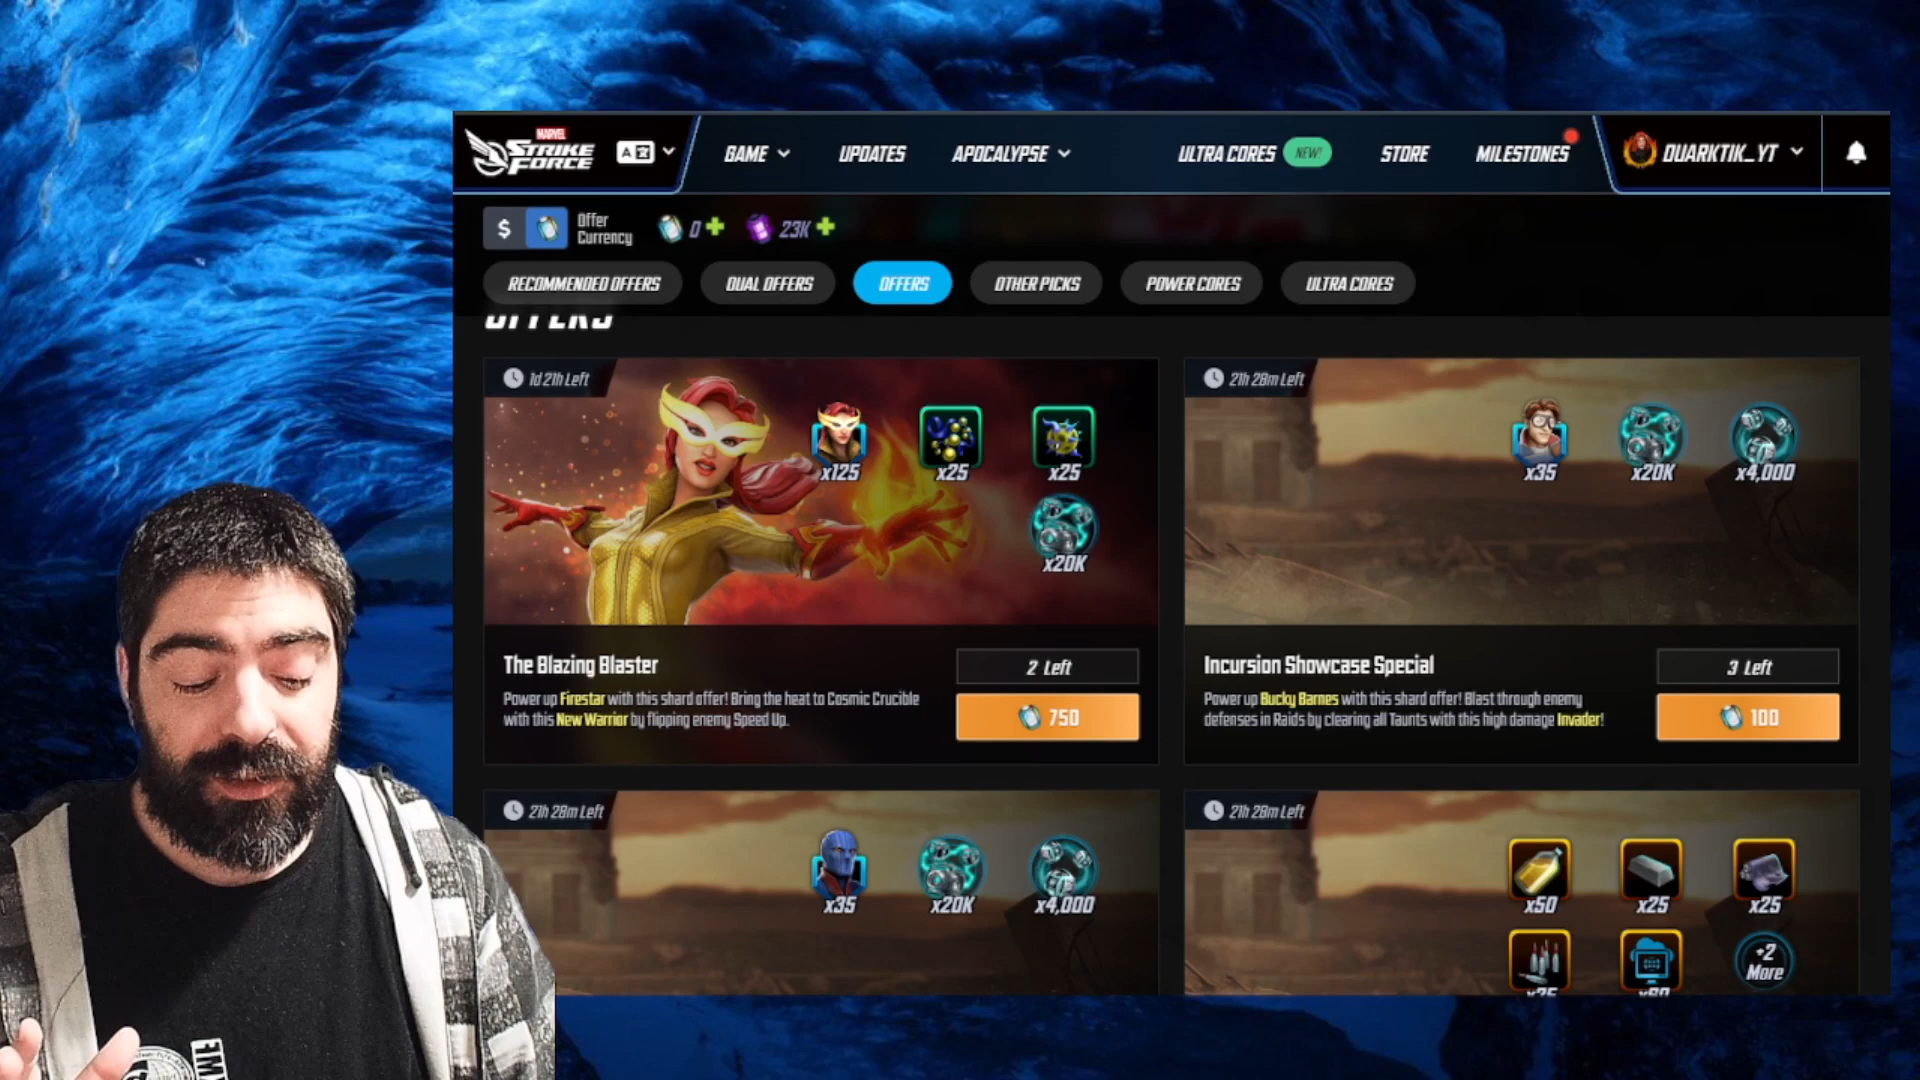 MARVEL
STRIKE
FORCE
A
GAME
UPDATES
APOCALYPSE
ULTRA CORES
NEW!
STORE
MILESTONES
DUARKTIK_YT
$
Offer
Currency
0
23K
RECOMMENDED OFFERS
DUAL OFFERS
OFFERS
OTHER PICKS
POWER CORES
ULTRA CORES
OFFERS
1d 21h Left
x125
x25
x25
x20K
The Blazing Blaster
Power up Firestar with this shard offer! Bring the heat to Cosmic Crucible
with this New Warrior by flipping enemy Speed Up.
2 Left
750
21h 28m Left
x35
x20K
x4,000
Incursion Showcase Special
Power up Bucky Barnes with this shard offer! Blast through enemy
defenses in Raids by clearing all Taunts with this high damage Invader!
3 Left
100
21h 28m Left
x35
x20K
x4,000
21h 28m Left
x50
x25
x25
+2
More